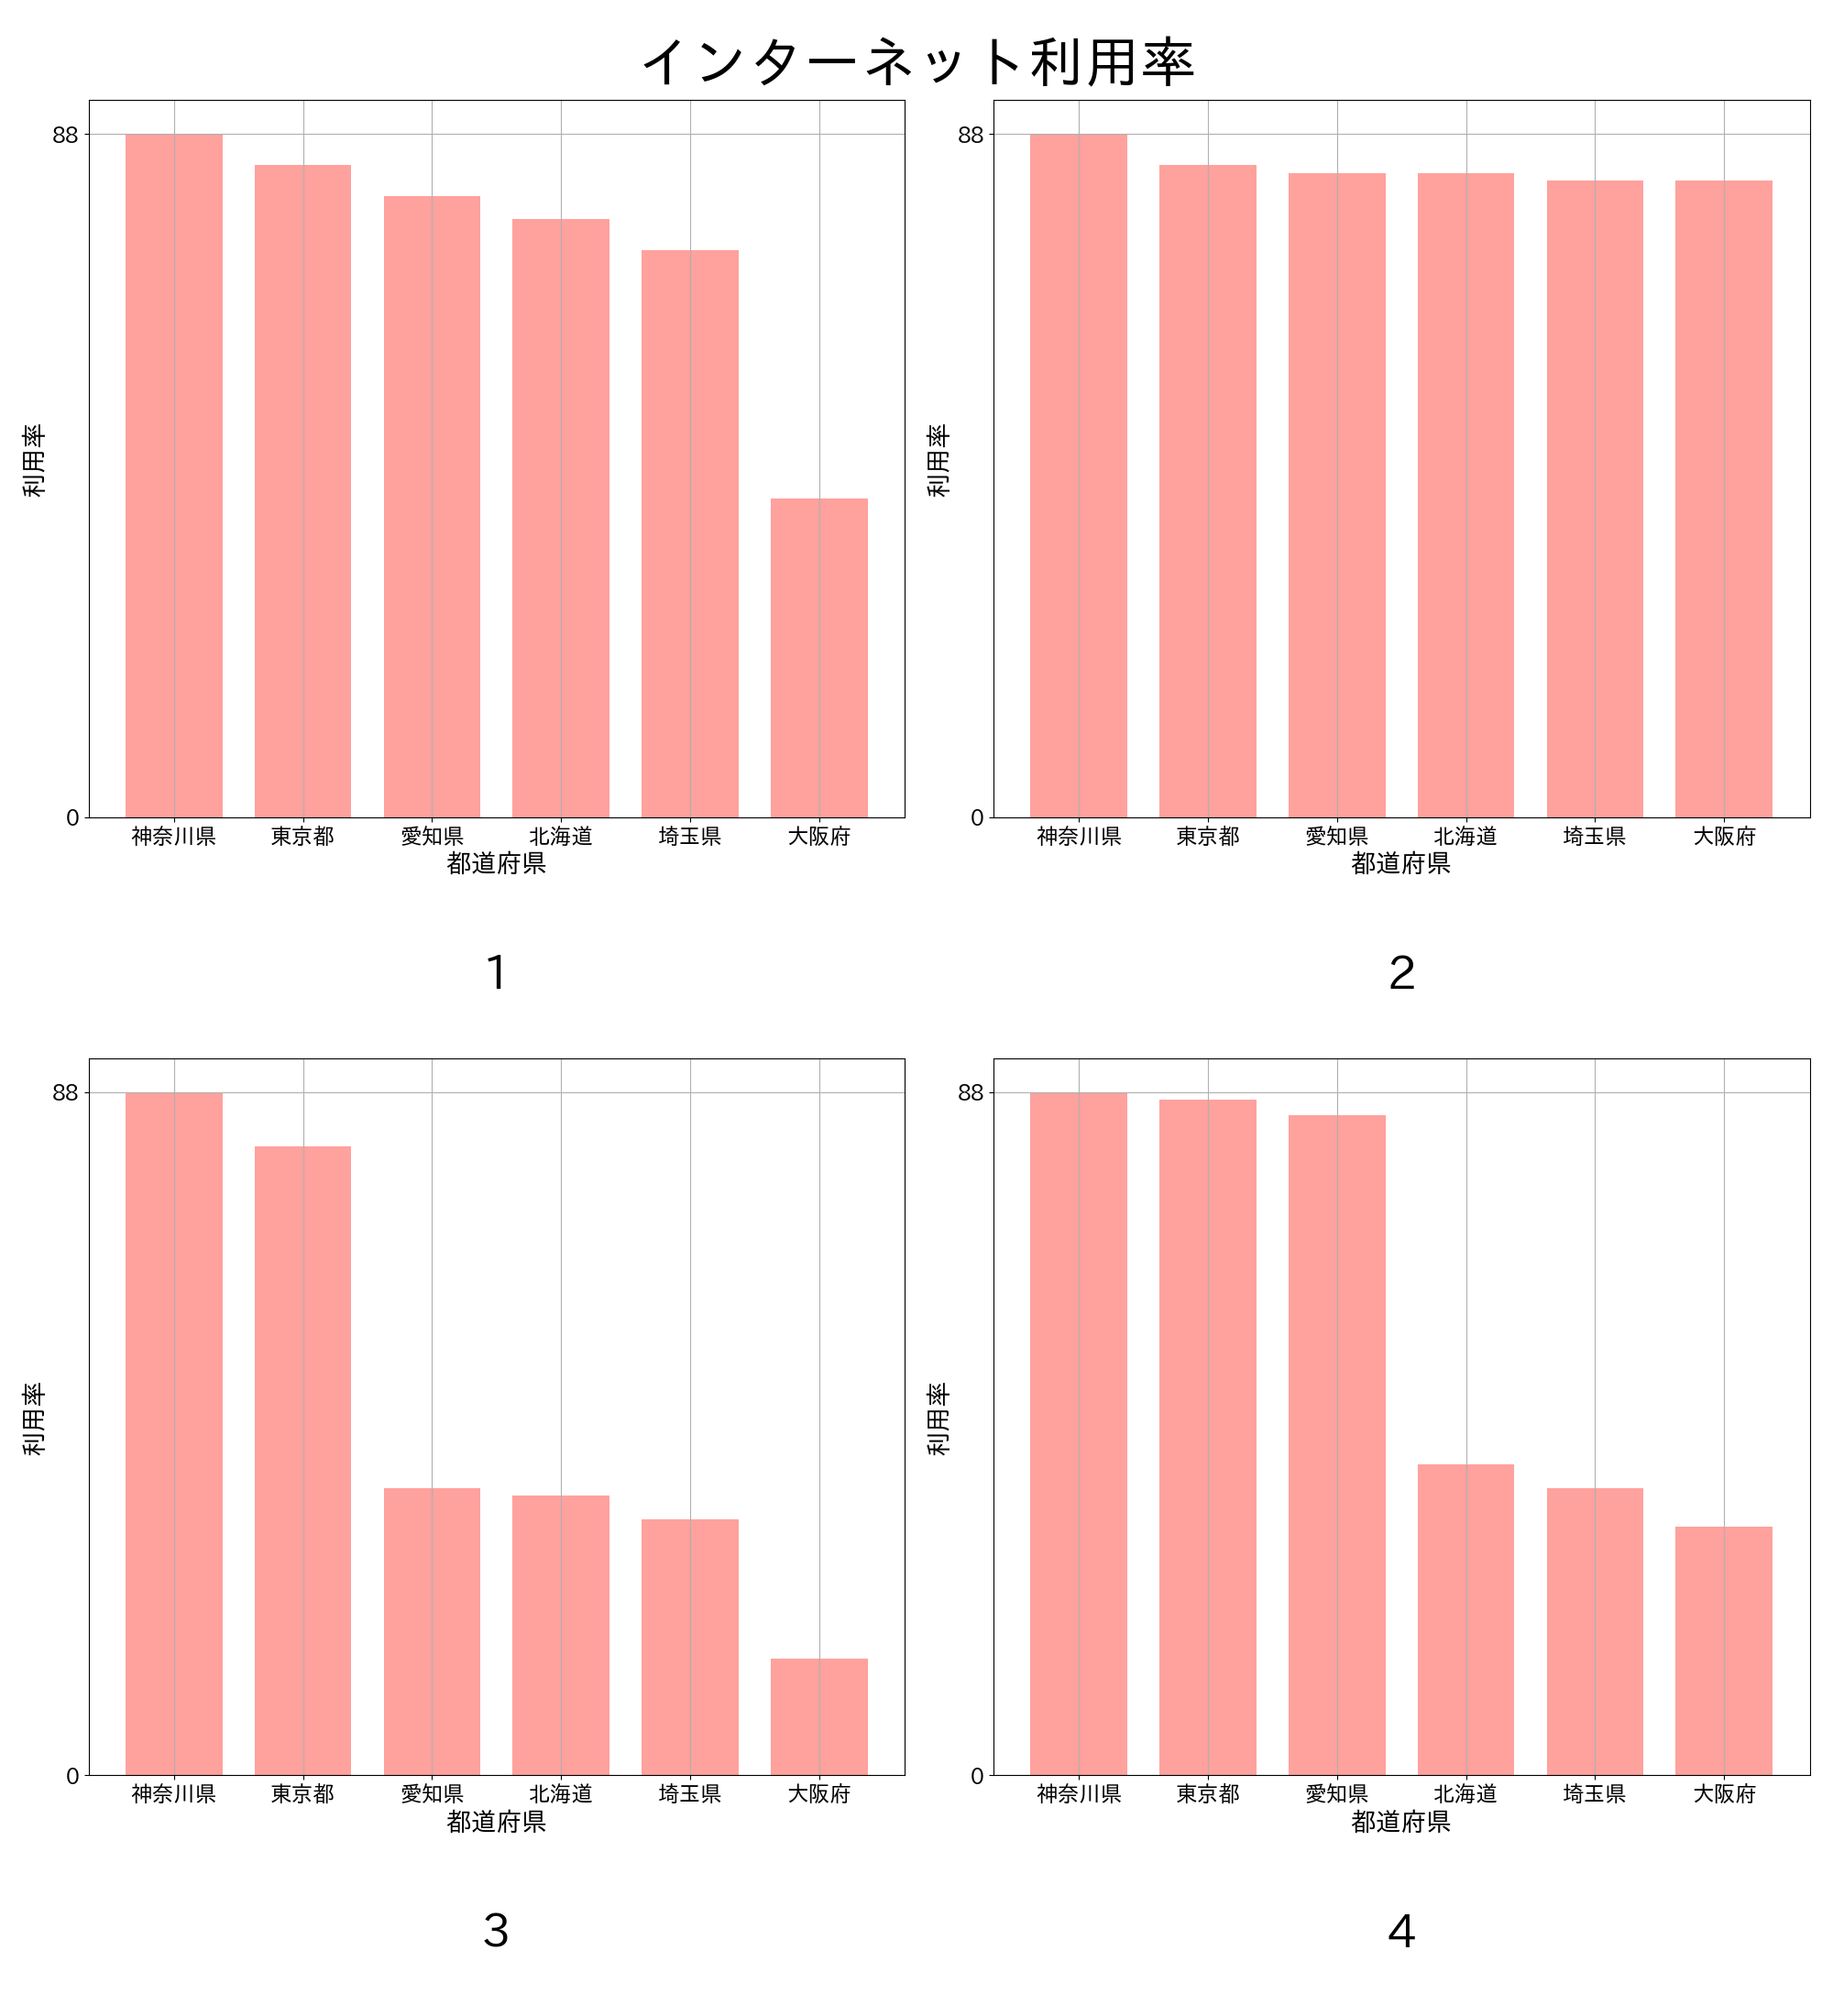 インターネット利用率
88
0
利用率
神奈川県 東京都 愛知県 北海道 埼玉県 大阪府
都道府県
1
88
0
利用率
神奈川県 東京都 愛知県 北海道 埼玉県 大阪府
都道府県
2
88
0
利用率
神奈川県 東京都 愛知県 北海道 埼玉県 大阪府
都道府県
3
88
0
利用率
神奈川県 東京都 愛知県 北海道 埼玉県 大阪府
都道府県
4